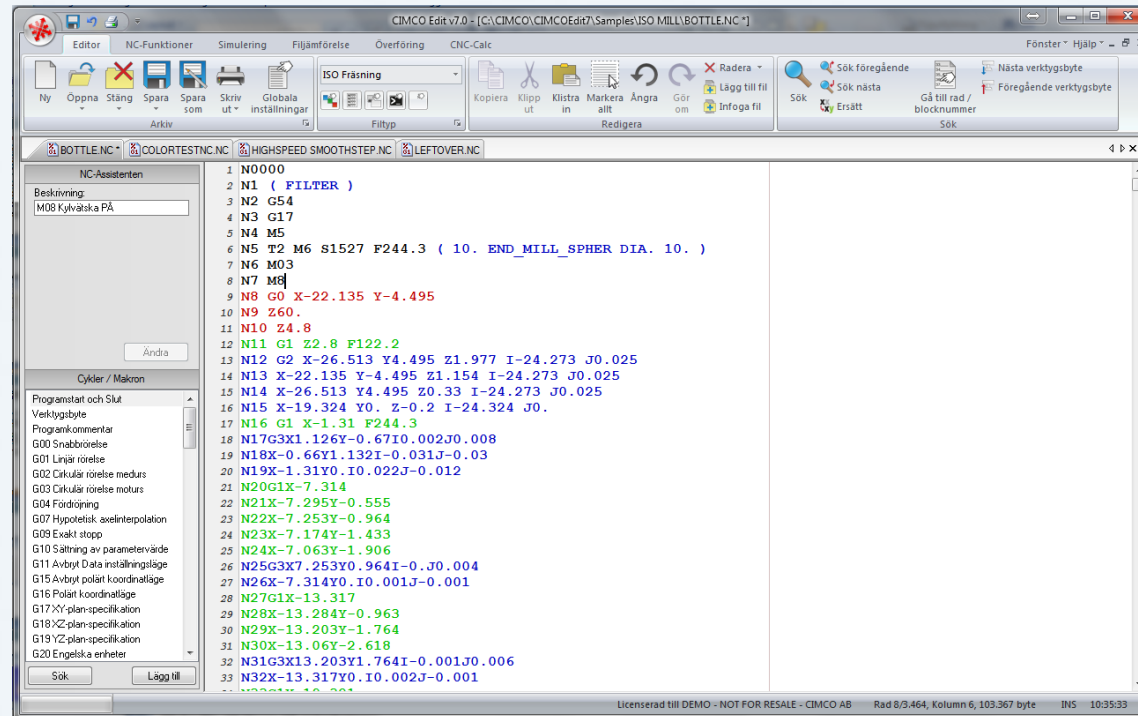 CIMCO Edit v7.0 - [C:\CIMCO\CIMCOEdit7\Samples\ISO MILL\BOTTLE.NC *]
Editor NC-Funktioner Simulering Filjämförelse Överföring CNC-Calc Fönster Hjälp
Ny Öppna Stäng Spara Spara som Skriv ut Globala inställningar
Arkiv
ISO Fräsning
Filtyp
Kopiera Klipp ut Klistra in Markera allt Ångra Gör om
Radera
Lägg till fil
Infoga fil
Redigera
Sök
Sök föregående
Sök nästa
Ersätt
Gå till rad / blocknummer
Nästa verktygsbyte
Föregående verktygsbyte
Sök
BOTTLE.NC * COLORTESTNC.NC HIGHSPEED SMOOTHSTEP.NC LEFTOVER.NC
NC-Assistenten
Beskrivning:
M08 Kylvätska PÅ
Ändra
Cykler / Makron
Programstart och Slut
Verktygsbyte
Programkommentar
G00 Snabbrörelse
G01 Linjär rörelse
G02 Cirkulär rörelse medurs
G03 Cirkulär rörelse moturs
G04 Fördröjning
G07 Hypotetisk axelinterpolation
G09 Exakt stopp
G10 Sättning av parametervärde
G11 Avbryt Data inställningsläge
G15 Avbryt polärt koordinatläge
G16 Polärt koordinatläge
G17 XY-plan-specifikation
G18 XZ-plan-specifikation
G19 YZ-plan-specifikation
G20 Engelska enheter
Sök Lägg till
1 N0000
2 N1 ( FILTER )
3 N2 G54
4 N3 G17
5 N4 M5
6 N5 T2 M6 S1527 F244.3 ( 10. END_MILL_SPHER DIA. 10. )
7 N6 M03
8 N7 M8
9 N8 G0 X-22.135 Y-4.495
10 N9 Z60.
11 N10 Z4.8
12 N11 G1 Z2.8 F122.2
13 N12 G2 X-26.513 Y4.495 Z1.977 I-24.273 J0.025
14 N13 X-22.135 Y-4.495 Z1.154 I-24.273 J0.025
15 N14 X-26.513 Y4.495 Z0.33 I-24.273 J0.025
16 N15 X-19.324 Y0. Z-0.2 I-24.324 J0.
17 N16 G1 X-1.31 F244.3
18 N17G3X1.126Y-0.67I0.002J0.008
19 N18X-0.66Y1.132I-0.031J-0.03
20 N19X-1.31Y0.I0.022J-0.012
21 N20G1X-7.314
22 N21X-7.295Y-0.555
23 N22X-7.253Y-0.964
24 N23X-7.174Y-1.433
25 N24X-7.063Y-1.906
26 N25G3X7.253Y0.964I-0.J0.004
27 N26X-7.314Y0.I0.001J-0.001
28 N27G1X-13.317
29 N28X-13.284Y-0.963
30 N29X-13.203Y-1.764
31 N30X-13.06Y-2.618
32 N31G3X13.203Y1.764I-0.001J0.006
33 N32X-13.317Y0.I0.002J-0.001
Licenserad till DEMO - NOT FOR RESALE - CIMCO AB Rad 8/3.464, Kolumn 6, 103.367 byte INS 10:35:33